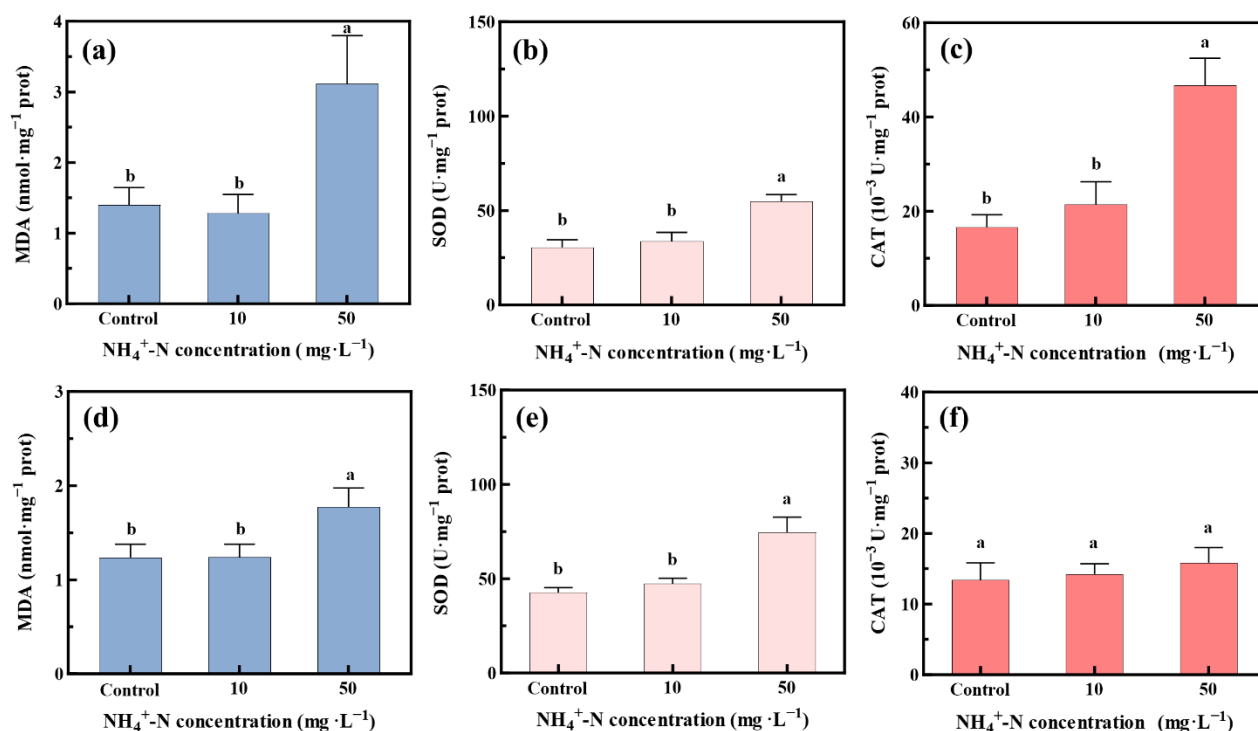 (a)
MDA (nmol·mg⁻¹ prot)
4
3
2
1
0
b
b
a
Control 10 50
NH₄⁺-N concentration ( mg·L⁻¹)
(b)
SOD (U·mg⁻¹ prot)
150
100
50
0
b
b
a
Control 10 50
NH₄⁺-N concentration ( mg·L⁻¹)
(c)
CAT (10⁻³ U·mg⁻¹ prot)
60
40
20
0
b
b
a
Control 10 50
NH₄⁺-N concentration (mg·L⁻¹)
(d)
MDA (nmol·mg⁻¹ prot)
3
2
1
0
b
b
a
Control 10 50
NH₄⁺-N concentration ( mg·L⁻¹)
(e)
SOD (U·mg⁻¹ prot)
150
100
50
0
b
b
a
Control 10 50
NH₄⁺-N concentration ( mg ·L⁻¹)
(f)
CAT (10⁻³ U·mg⁻¹ prot)
40
30
20
10
0
a
a
a
Control 10 50
NH₄⁺-N concentration (mg·L⁻¹)